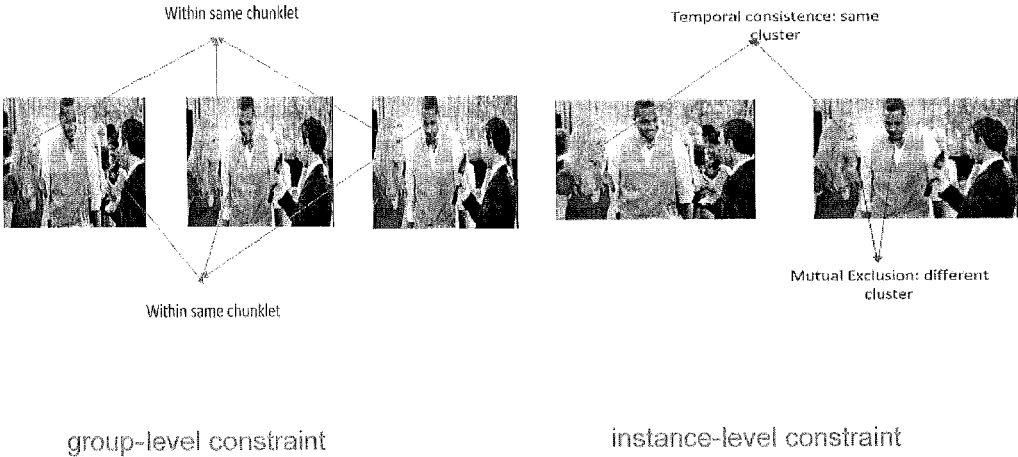 Within same chunklet
Temporal consistence: same
cluster
Mutual Exclusion: different
cluster
Within same chunklet
group-level constraint
instance-level constraint